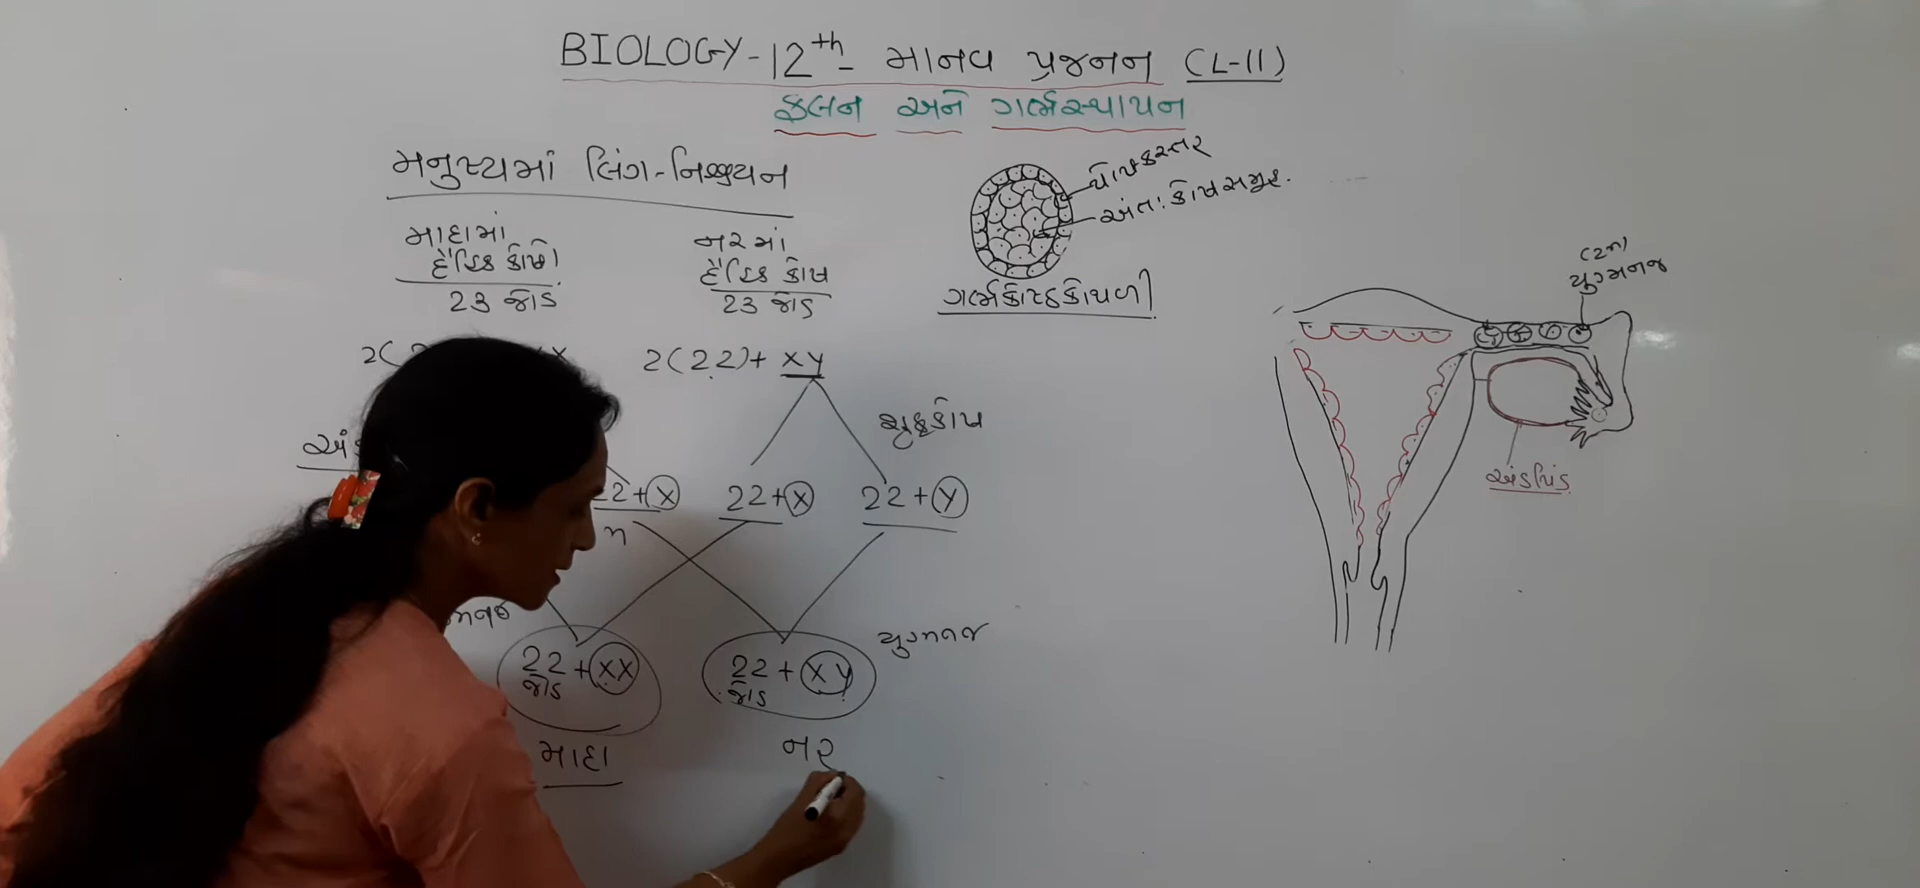 BIOLOGY-12th- માનવ પ્રજનન (L-11)
ફલન અને ગર્ભસ્થાપન
મનુષ્યમાં લિંગ-નિશ્ચયન
માદામાં
દૈહિક કોષો
23 જોડ
નરમાં
દૈહિક કોષ
23 જોડ
2(
X
2(22)+ XY
શુક્રકોષ
22+X
22+X
22+Y
n
યુગ્મનજ
22+XX
જોડ
22+XY
જોડ
માદા
નર
પોષકસ્તર
અંતઃકોષસમૂહ.
ગર્ભકોષ્ઠકોથળી
(2n)
યુગ્મનજ
અંડપિંડ